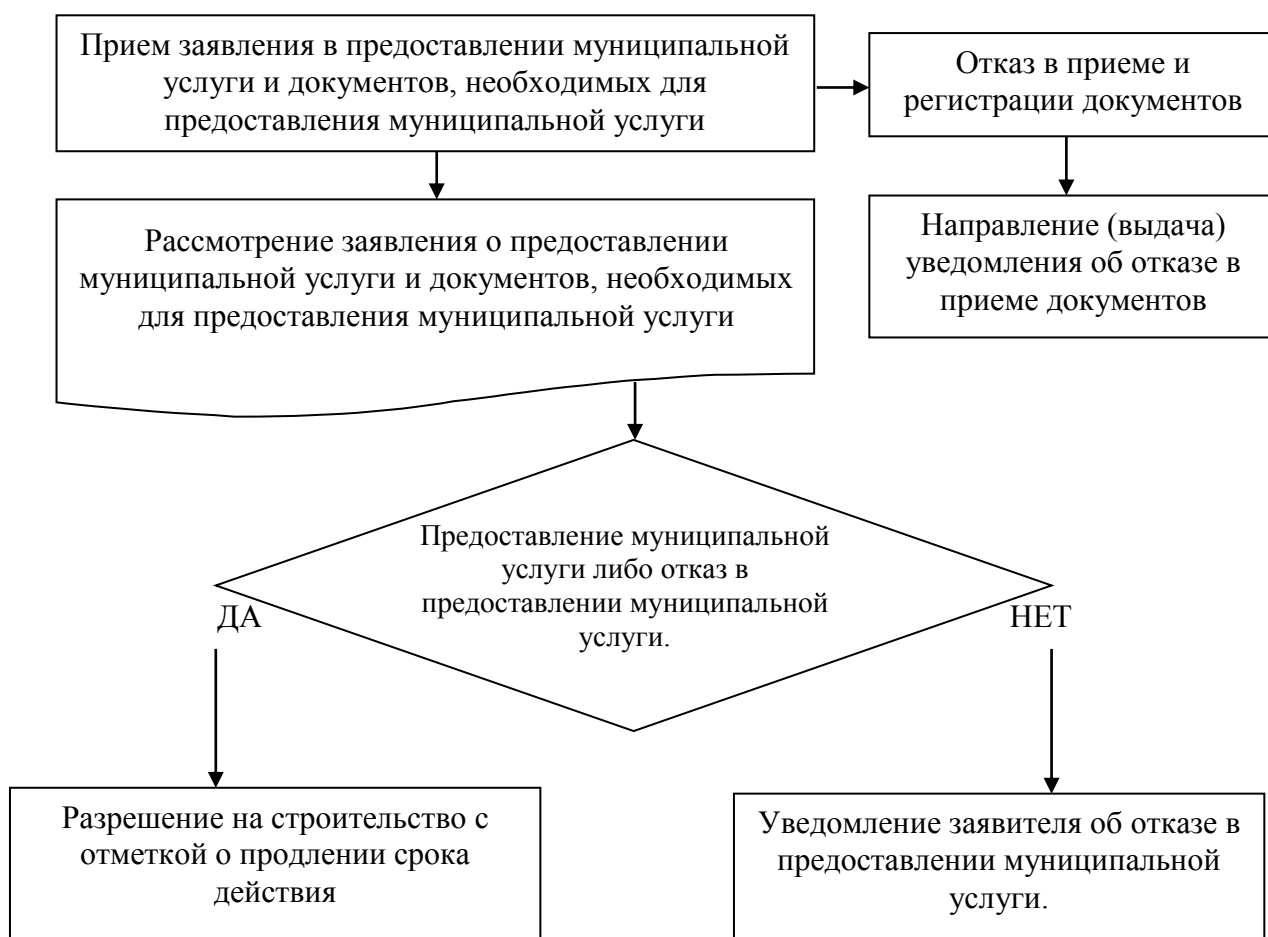 Прием заявления в предоставлении муниципальной
услуги и документов, необходимых для
предоставления муниципальной услуги
Отказ в приеме и
регистрации документов
Рассмотрение заявления о предоставлении
муниципальной услуги и документов, необходимых
для предоставления муниципальной услуги
Направление (выдача)
уведомления об отказе в
приеме документов
Предоставление муниципальной
услуги либо отказ в
предоставлении муниципальной
услуги.
ДА
НЕТ
Разрешение на строительство с
отметкой о продлении срока
действия
Уведомление заявителя об отказе в
предоставлении муниципальной
услуги.